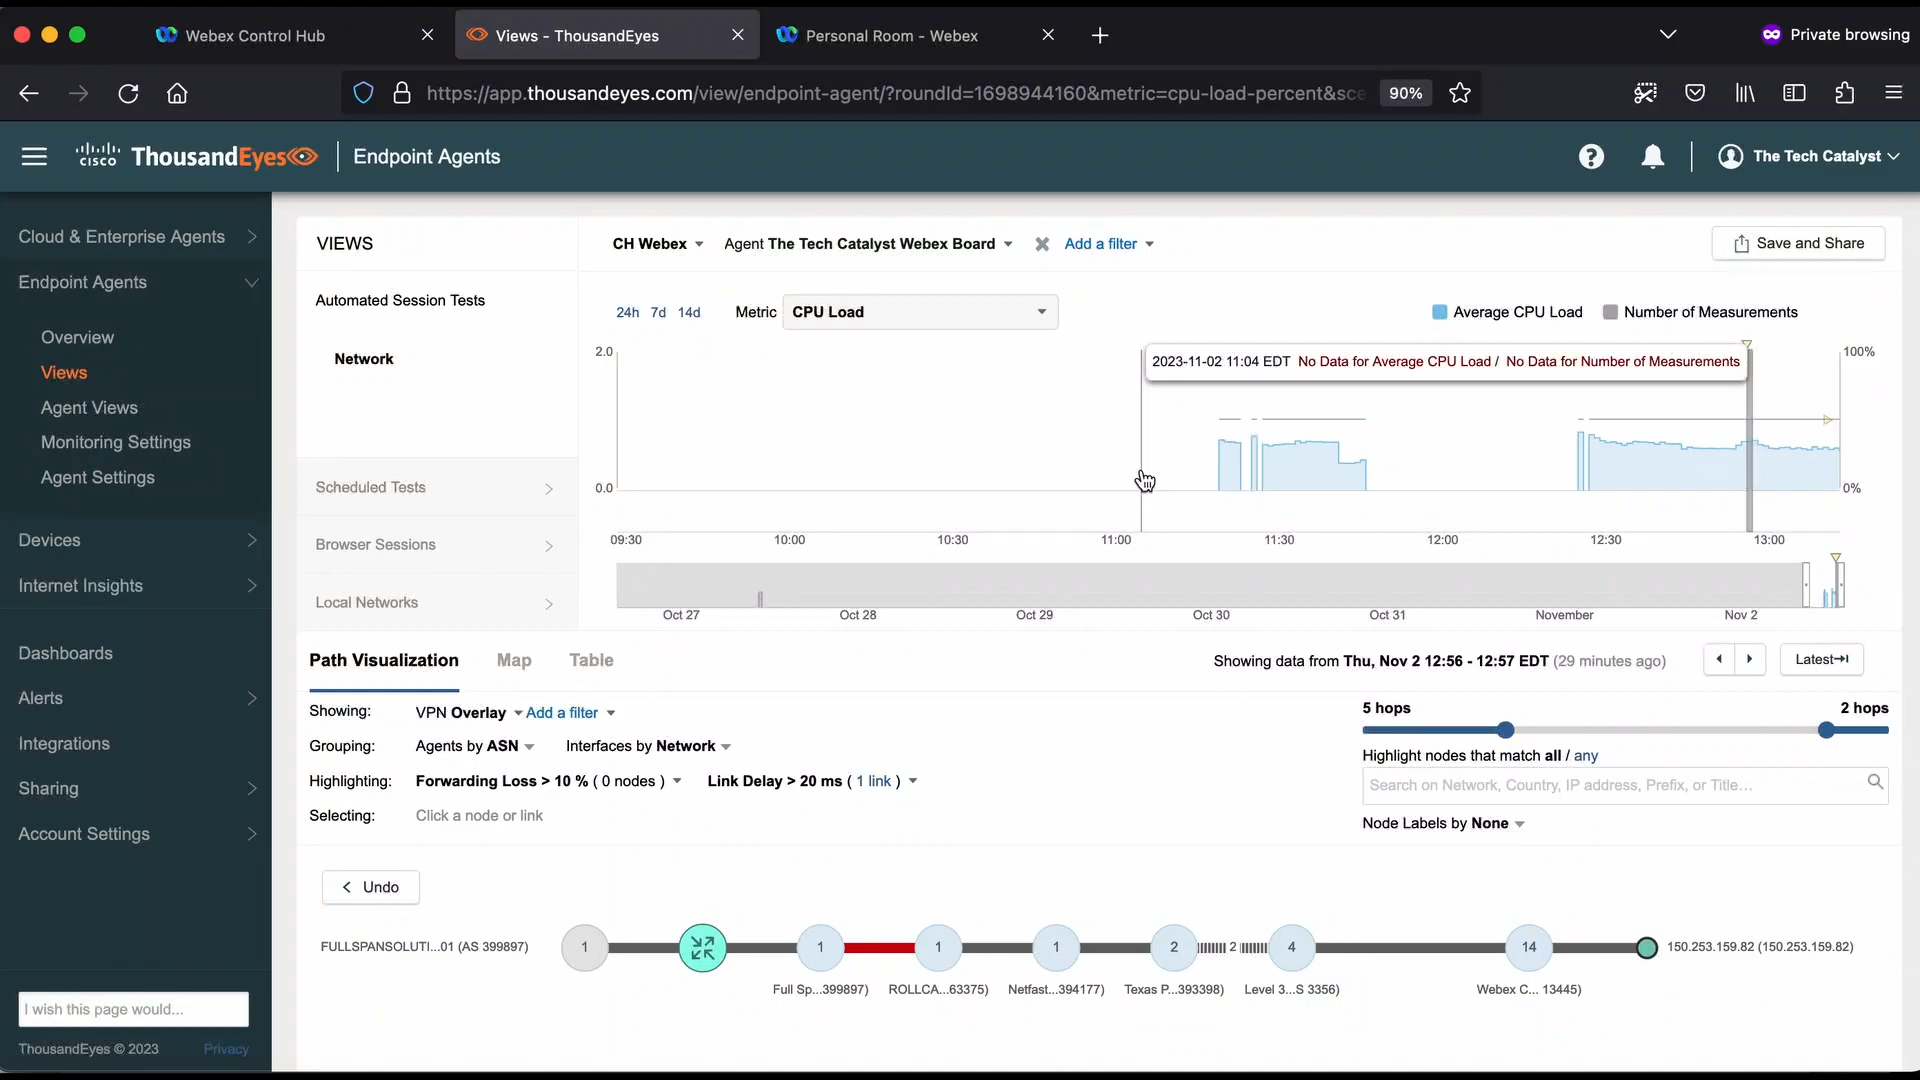 Webex Control Hub
Views - ThousandEyes
Personal Room - Webex
Private browsing
https://app.thousandeyes.com/view/endpoint-agent/?roundId=1698944160&metric=cpu-load-percent&sce
90%
cisco ThousandEyes
Endpoint Agents
The Tech Catalyst
Cloud & Enterprise Agents
Endpoint Agents
Overview
Views
Agent Views
Monitoring Settings
Agent Settings
Devices
Internet Insights
Dashboards
Alerts
Integrations
Sharing
Account Settings
I wish this page would...
ThousandEyes © 2023 Privacy
VIEWS
Automated Session Tests
Network
Scheduled Tests
Browser Sessions
Local Networks
CH Webex Agent The Tech Catalyst Webex Board Add a filter
Save and Share
24h 7d 14d Metric CPU Load
Average CPU Load Number of Measurements
2.0
100%
2023-11-02 11:04 EDT No Data for Average CPU Load / No Data for Number of Measurements
0.0
0%
09:30 10:00 10:30 11:00 11:30 12:00 12:30 13:00
Oct 27 Oct 28 Oct 29 Oct 30 Oct 31 November Nov 2
Path Visualization Map Table
Showing data from Thu, Nov 2 12:56 - 12:57 EDT (29 minutes ago)
Latest
Showing: VPN Overlay Add a filter
Grouping: Agents by ASN Interfaces by Network
Highlighting: Forwarding Loss > 10 % ( 0 nodes ) Link Delay > 20 ms ( 1 link )
Selecting: Click a node or link
5 hops 2 hops
Highlight nodes that match all / any
Search on Network, Country, IP address, Prefix, or Title...
Node Labels by None
Undo
FULLSPANSOLUTI...01 (AS 399897) 1 1 1 1 2 2 4 14 150.253.159.82 (150.253.159.82)
Full Sp...399897) ROLLCA...63375) Netfast...394177) Texas P...393398) Level 3...S 3356) Webex C... 13445)